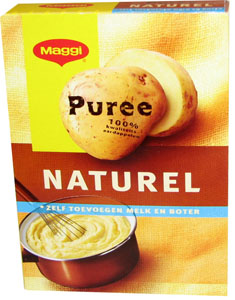 Maggi
Puree
100%
kwaliteits
aardappelen
NATUREL
• ZELF TOEVOEGEN MELK EN BOTER